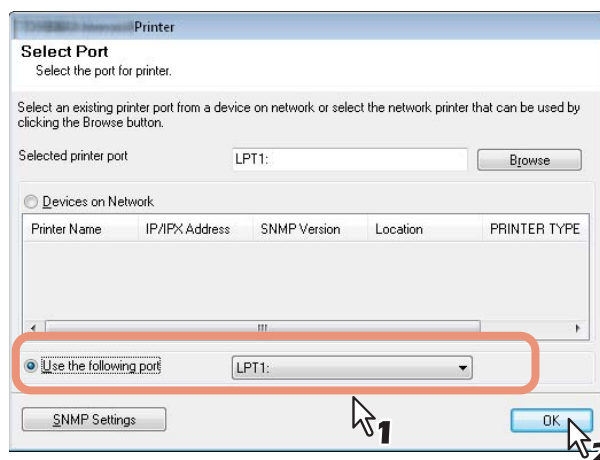 Printer
Select Port
Select the port for printer.
Select an existing printer port from a device on network or select the network printer that can be used by
clicking the Browse button.
Selected printer port LPT1: Browse
Devices on Network
Printer Name IP/IPX Address SNMP Version Location PRINTER TYPE
Use the following port LPT1:
1
SNMP Settings OK
2